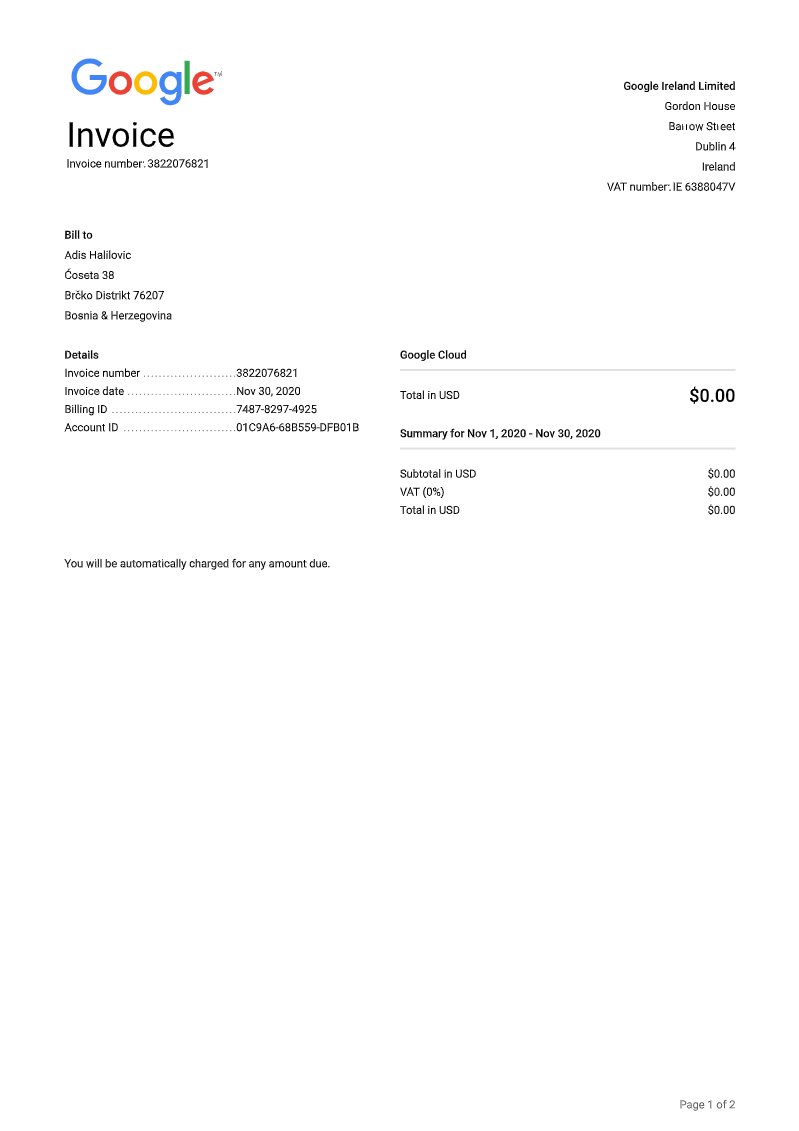 Google™
Invoice
Invoice number: 3822076821
Google Ireland Limited
Gordon House
Barrow Street
Dublin 4
Ireland
VAT number: IE 6388047V
Bill to
Adis Halilovic
Ćoseta 38
Brčko Distrikt 76207
Bosnia & Herzegovina
Details
Invoice number ........................3822076821
Invoice date ............................Nov 30, 2020
Billing ID ................................7487-8297-4925
Account ID .............................01C9A6-68B559-DFB01B
Google Cloud
Total in USD $0.00
Summary for Nov 1, 2020 - Nov 30, 2020
Subtotal in USD $0.00
VAT (0%) $0.00
Total in USD $0.00
You will be automatically charged for any amount due.
Page 1 of 2